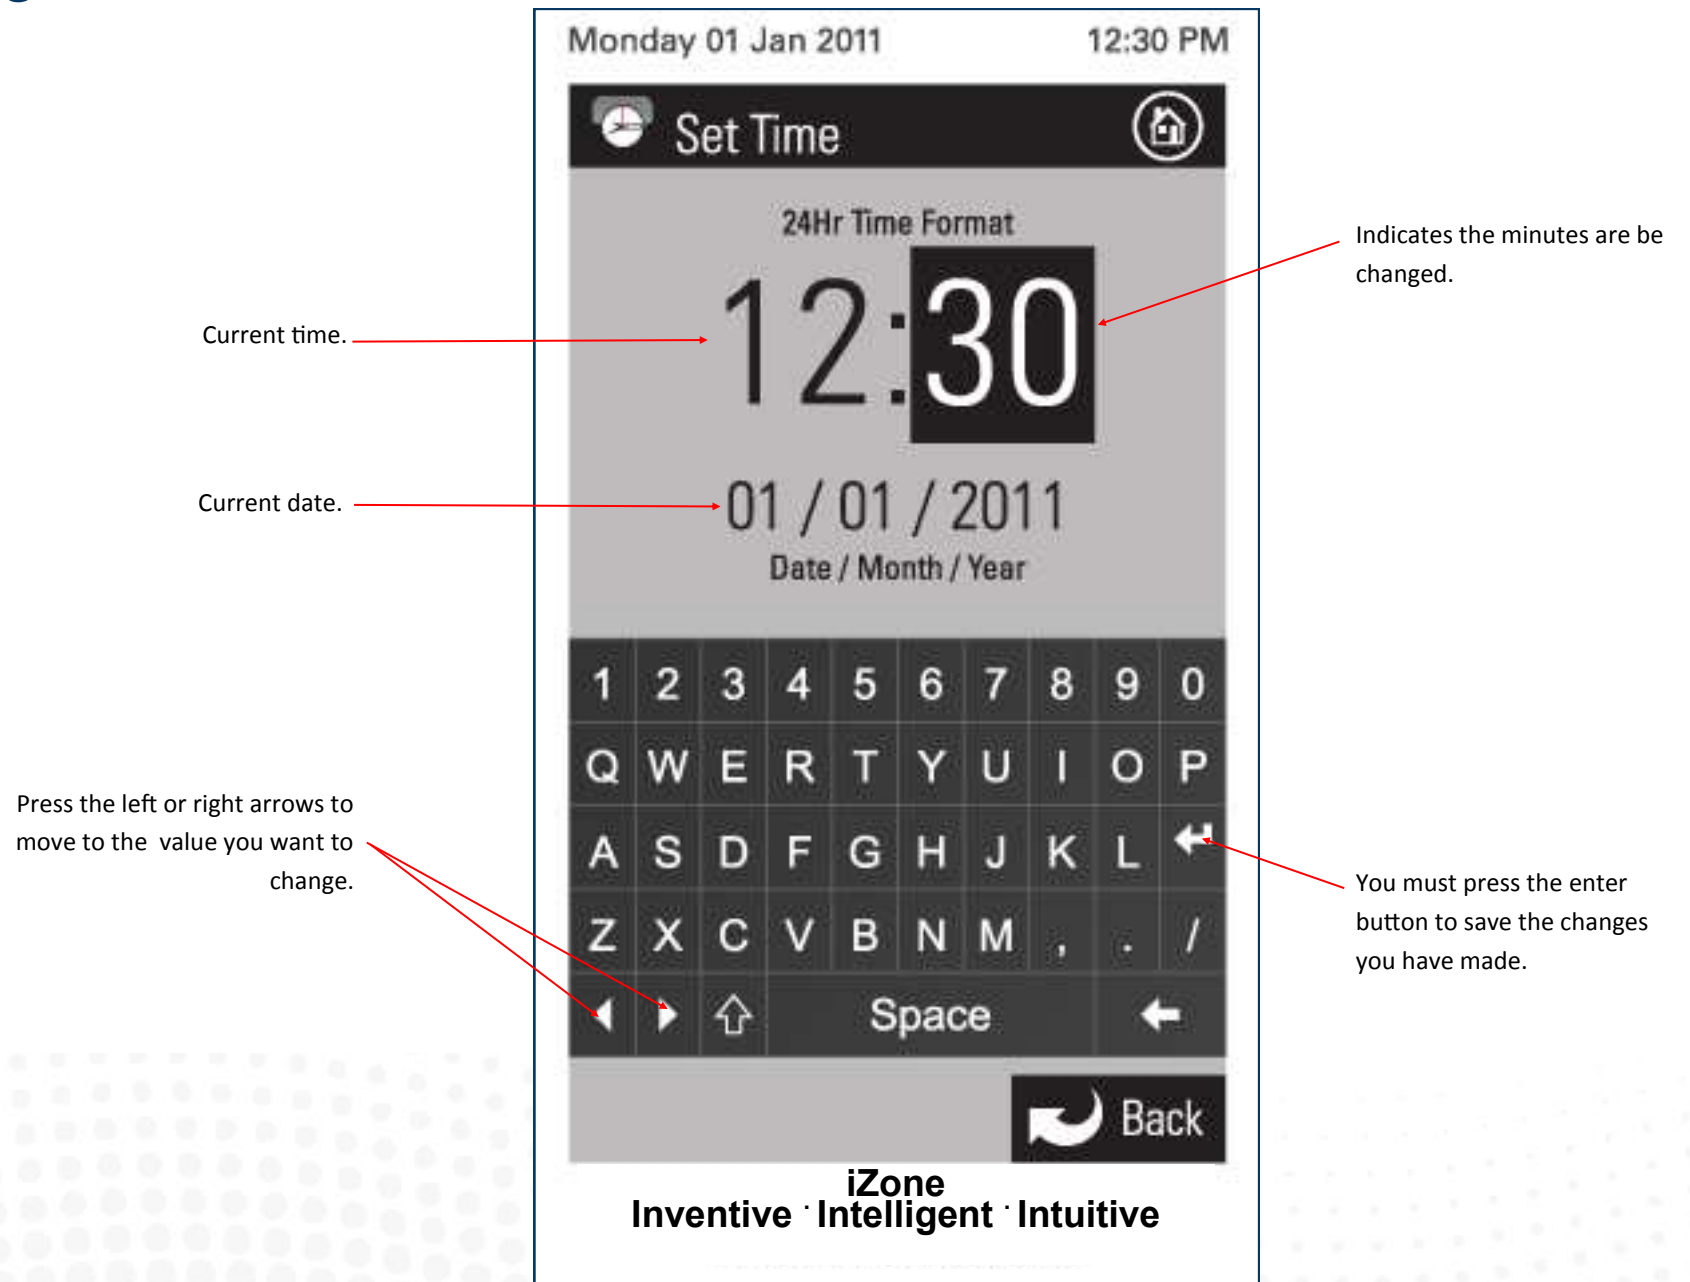 Monday 01 Jan 2011 12:30 PM
Set Time
24Hr Time Format
Indicates the minutes are be
changed.
12:30
Current time.
Current date.
01 / 01 / 2011
Date / Month / Year
1 2 3 4 5 6 7 8 9 0
Q W E R T Y U I O P
Press the left or right arrows to
move to the value you want to
change.
A S D F G H J K L
You must press the enter
button to save the changes
you have made.
Z X C V B N M , . /
Space
Back
iZone
Inventive · Intelligent · Intuitive